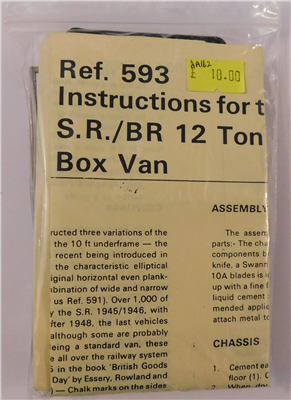 Ref. 593
JA162
£ 10.00
Instructions for t
S.R./BR 12 Ton
Box Van
ructed three variations of the
the 10 ft underframe — the
recent being introduced in
the characteristic elliptical
iginal horizontal even plank-
mbination of wide and narrow
us Ref. 591). Over 1,000 of
y the S.R. 1945/1946, with
fter 1948, the last vehicles
although some are probably
eing a standard van, these
e all over the railway system
s in the book 'British Goods
Day' by Essery, Rowland and
) — Chalk marks on the sides
ASSEMBLY
The assem
parts:- The cha
components b
knife, a Swann
10A blades is i
up with a fine f
liquid cement
mended applic
attach metal to
CHASSIS
1. Cement ea
floor (1). C
2. When dry